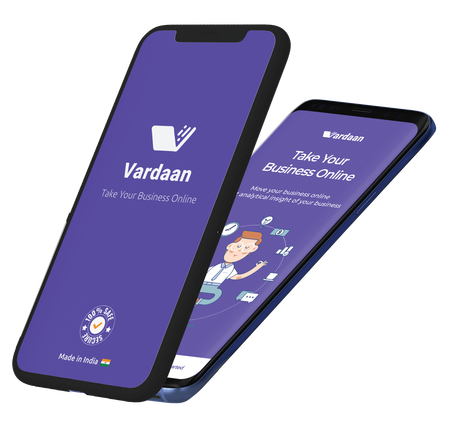 Vardaan
Take Your Business Online
100% SAFE
SECURE
Made in India
Vardaan
Take Your
Business Online
Move your business online
analytical insight of your business